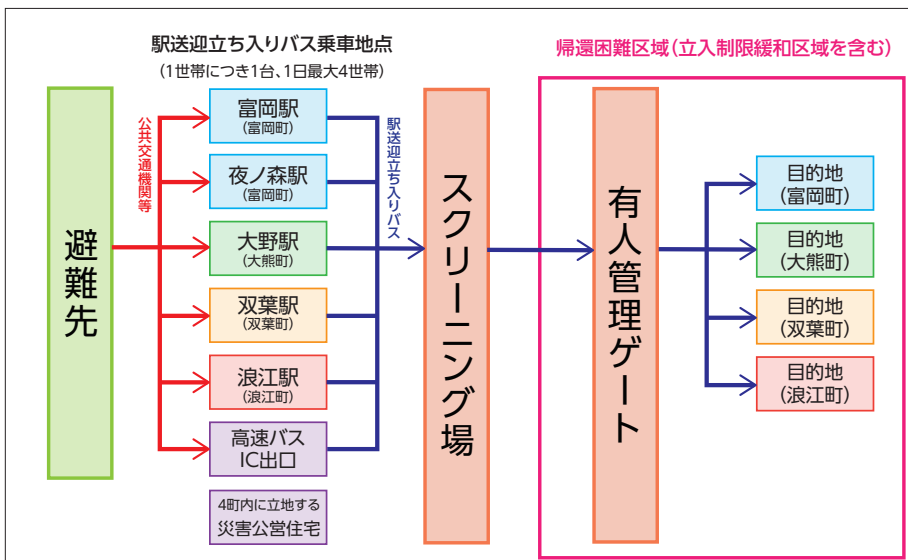 駅送迎立ち入りバス乗車地点
(1世帯につき1台、1日最大4世帯)
帰還困難区域(立入制限緩和区域を含む)
避難先
公共交通機関等
富岡駅
(富岡町)
夜ノ森駅
(富岡町)
大野駅
(大熊町)
双葉駅
(双葉町)
浪江駅
(浪江町)
高速バス
IC出口
4町内に立地する
災害公営住宅
駅送迎立ち入りバス
スクリーニング場
有人管理ゲート
目的地
(富岡町)
目的地
(大熊町)
目的地
(双葉町)
目的地
(浪江町)